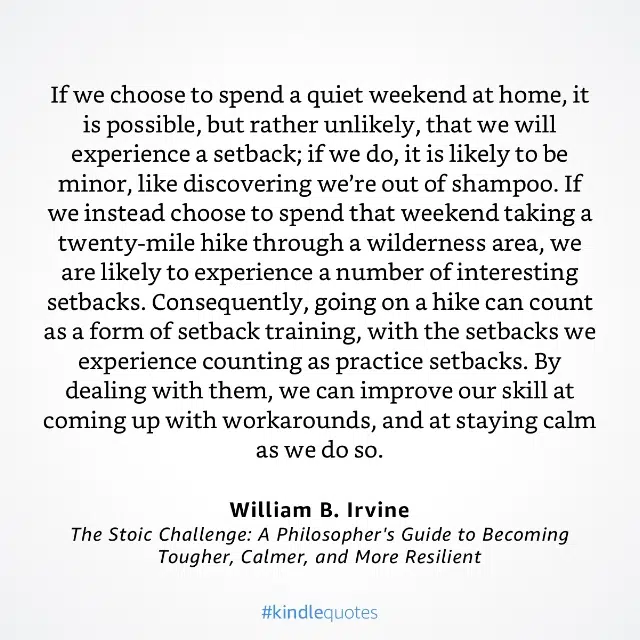 If we choose to spend a quiet weekend at home, it
is possible, but rather unlikely, that we will
experience a setback; if we do, it is likely to be
minor, like discovering we’re out of shampoo. If
we instead choose to spend that weekend taking a
twenty-mile hike through a wilderness area, we
are likely to experience a number of interesting
setbacks. Consequently, going on a hike can count
as a form of setback training, with the setbacks we
experience counting as practice setbacks. By
dealing with them, we can improve our skill at
coming up with workarounds, and at staying calm
as we do so.
William B. Irvine
The Stoic Challenge: A Philosopher's Guide to Becoming
Tougher, Calmer, and More Resilient
#kindlequotes